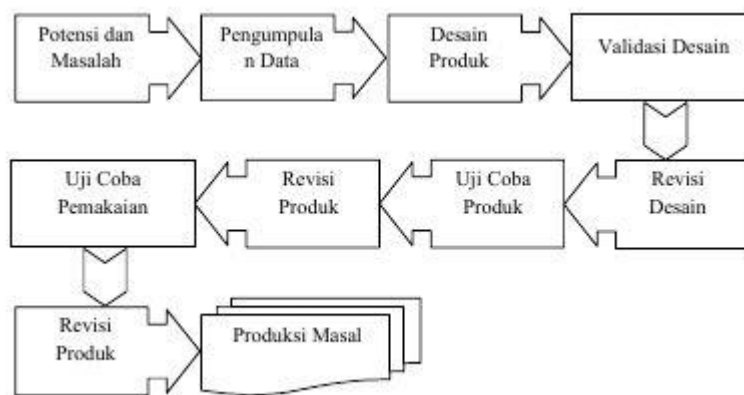 Potensi dan
Masalah
Pengumpula
n Data
Desain
Produk
Validasi Desain
Revisi
Desain
Uji Coba
Produk
Revisi
Produk
Uji Coba
Pemakaian
Revisi
Produk
Produksi Masal